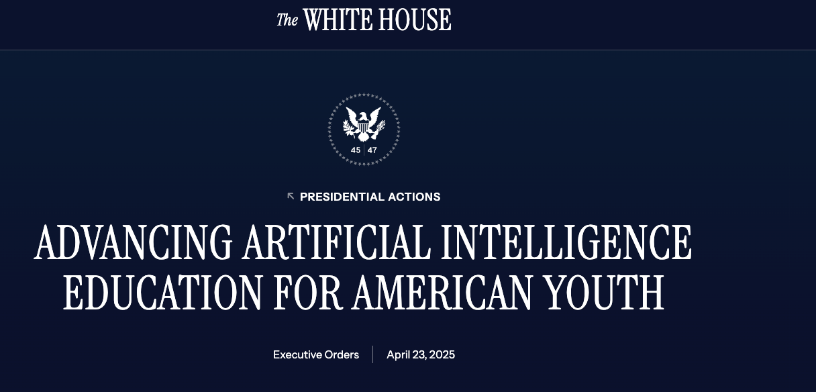 The WHITE HOUSE
45 47
PRESIDENTIAL ACTIONS
ADVANCING ARTIFICIAL INTELLIGENCE
EDUCATION FOR AMERICAN YOUTH
Executive Orders April 23, 2025